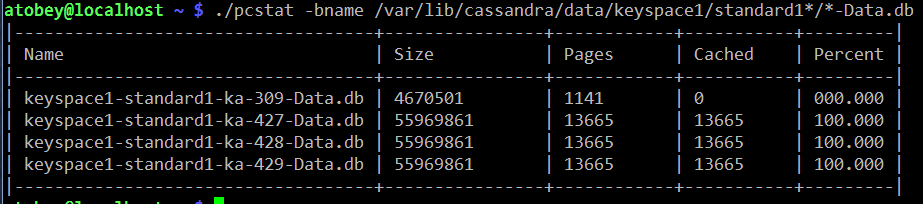 atobey@localhost ~ $ ./pcstat -bname /var/lib/cassandra/data/keyspace1/standard1*/*-Data.db
|--------------------------------------+----------------+------------+-----------+---------|
| Name                                 | Size           | Pages      | Cached    | Percent |
|--------------------------------------+----------------+------------+-----------+---------|
| keyspace1-standard1-ka-309-Data.db | 4670501        | 1141       | 0         | 000.000 |
| keyspace1-standard1-ka-427-Data.db | 55969861       | 13665      | 13665     | 100.000 |
| keyspace1-standard1-ka-428-Data.db | 55969861       | 13665      | 13665     | 100.000 |
| keyspace1-standard1-ka-429-Data.db | 55969861       | 13665      | 13665     | 100.000 |
|--------------------------------------+----------------+------------+-----------+---------|
atobey@localhost ~ $